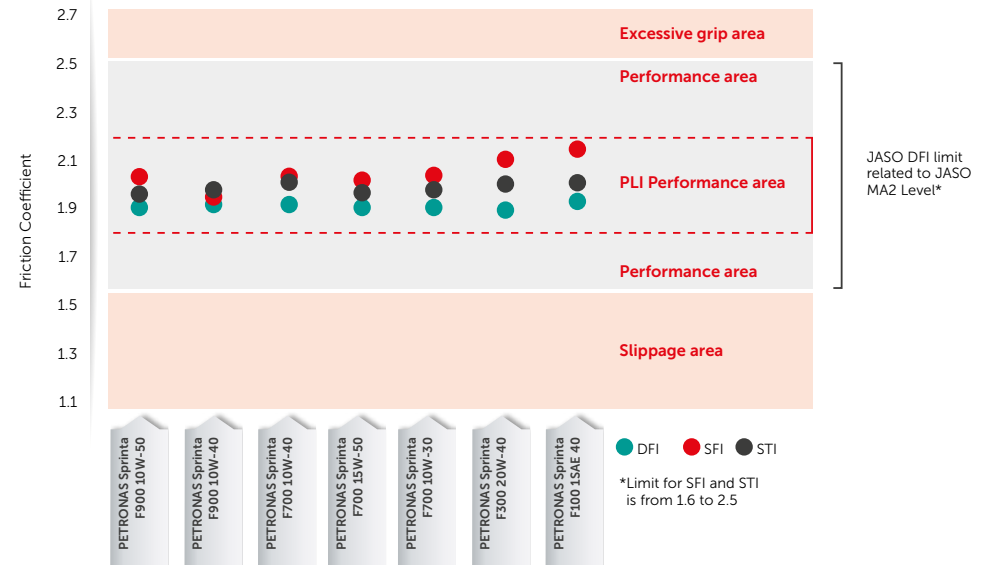 2.7
2.5
2.3
2.1
1.9
1.7
1.5
1.3
1.1
Friction Coefficient
Excessive grip area
Performance area
PLI Performance area
Performance area
Slippage area
JASO DFI limit
related to JASO
MA2 Level*
PETRONAS Sprinta
F900 10W-50
PETRONAS Sprinta
F900 10W-40
PETRONAS Sprinta
F700 10W-40
PETRONAS Sprinta
F700 15W-50
PETRONAS Sprinta
F700 10W-30
PETRONAS Sprinta
F300 20W-40
PETRONAS Sprinta
F100 1SAE 40
DFI
SFI
STI
*Limit for SFI and STI
is from 1.6 to 2.5